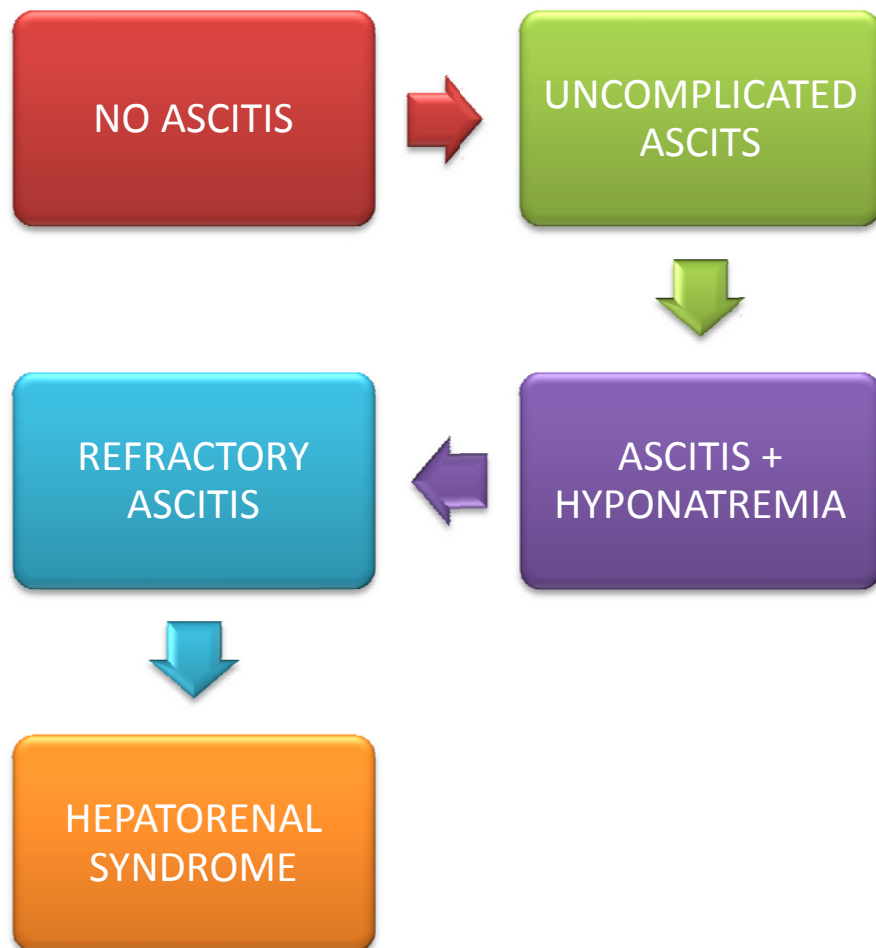 NO ASCITIS
UNCOMPLICATED
ASCITS
ASCITIS +
HYPONATREMIA
REFRACTORY
ASCITIS
HEPATORENAL
SYNDROME